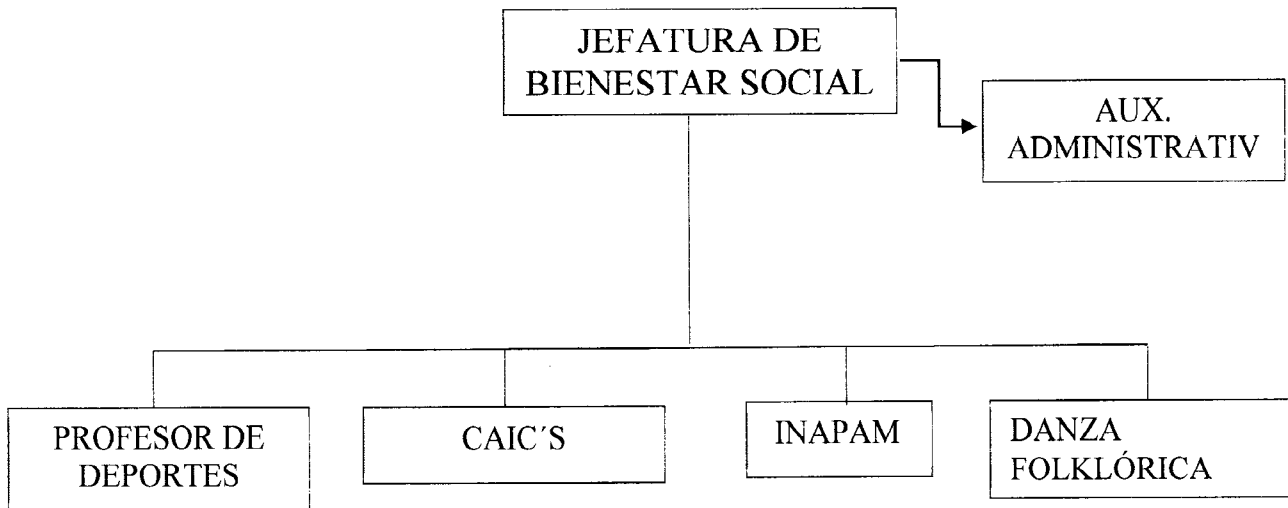 JEFATURA DE
BIENESTAR SOCIAL
AUX.
ADMINISTRATIV
PROFESOR DE
DEPORTES
CAIC´S
INAPAM
DANZA
FOLKLÓRICA